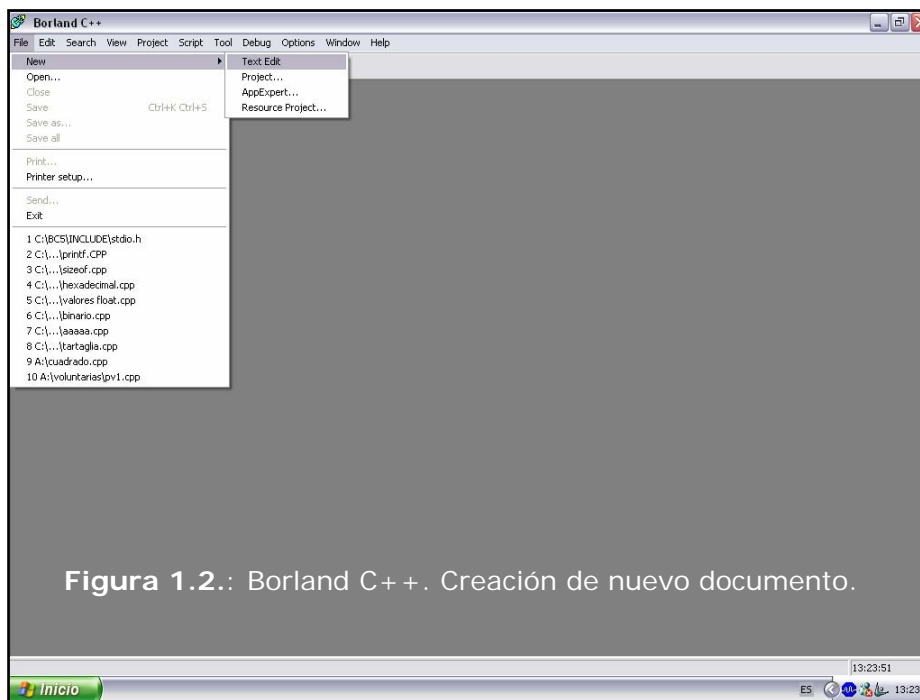 Borland C++
File Edit Search View Project Script Tool Debug Options Window Help
New
Open...
Close
Save Ctrl+K Ctrl+S
Save as...
Save all
Print...
Printer setup...
Send...
Exit
1 C:\BC5\INCLUDE\stdio.h
2 C:\...\printf.CPP
3 C:\...\sizeof.cpp
4 C:\...\hexadecimal.cpp
5 C:\...\valores float.cpp
6 C:\...\binario.cpp
7 C:\...\aaaaa.cpp
8 C:\...\tartaglia.cpp
9 A:\cuadrado.cpp
10 A:\voluntarias\pv1.cpp
Text Edit
Project...
AppExpert...
Resource Project...
Figura 1.2.: Borland C++. Creación de nuevo documento.
13:23:51
Inicio
ES 13:23